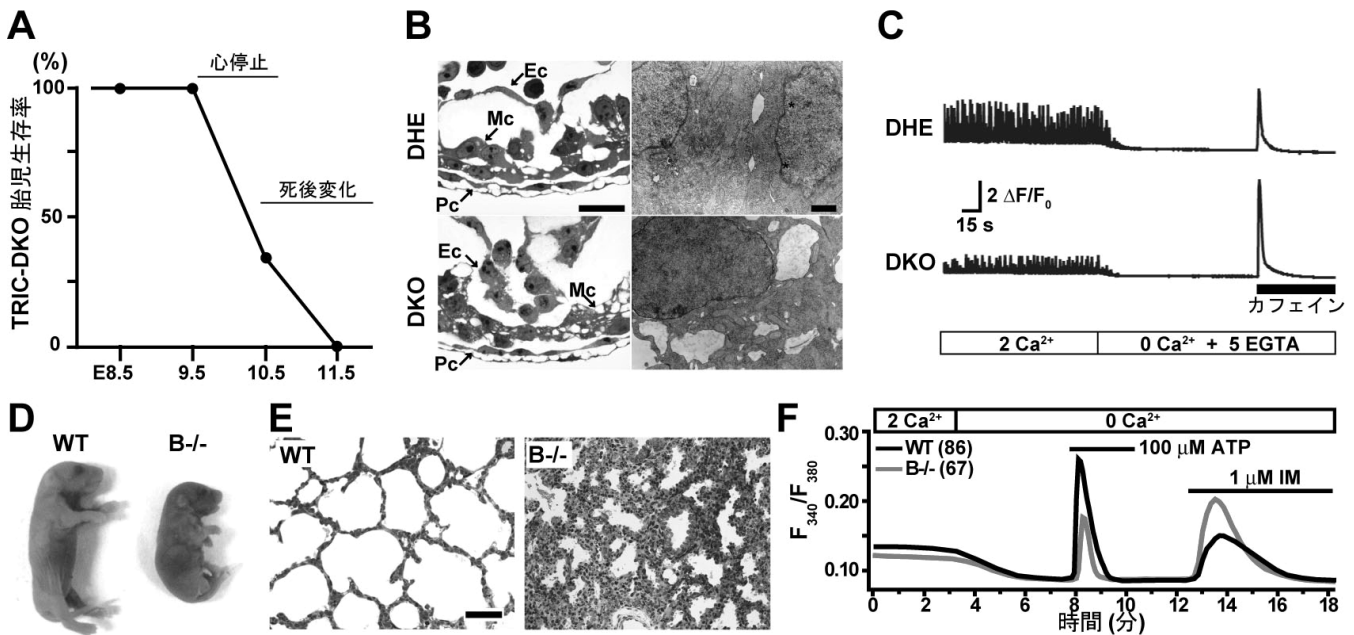 A
(%)
心停止
100
50
0
死後変化
TRIC-DKO 胎児生存率
E8.5 9.5 10.5 11.5
B
DHE
Ec
Mc
Pc
*
*
DKO
Ec
Mc
Pc
C
DHE
2 ΔF/F0
15 s
DKO
カフェイン
2 Ca2+ 0 Ca2+ + 5 EGTA
D
WT B-/-
E
WT
B-/-
F
2 Ca2+ 0 Ca2+
0.30
0.20
0.10
F340/F380
WT (86)
B-/- (67)
100 μM ATP
1 μM IM
0 2 4 6 8 10 12 14 16 18
時間 (分)